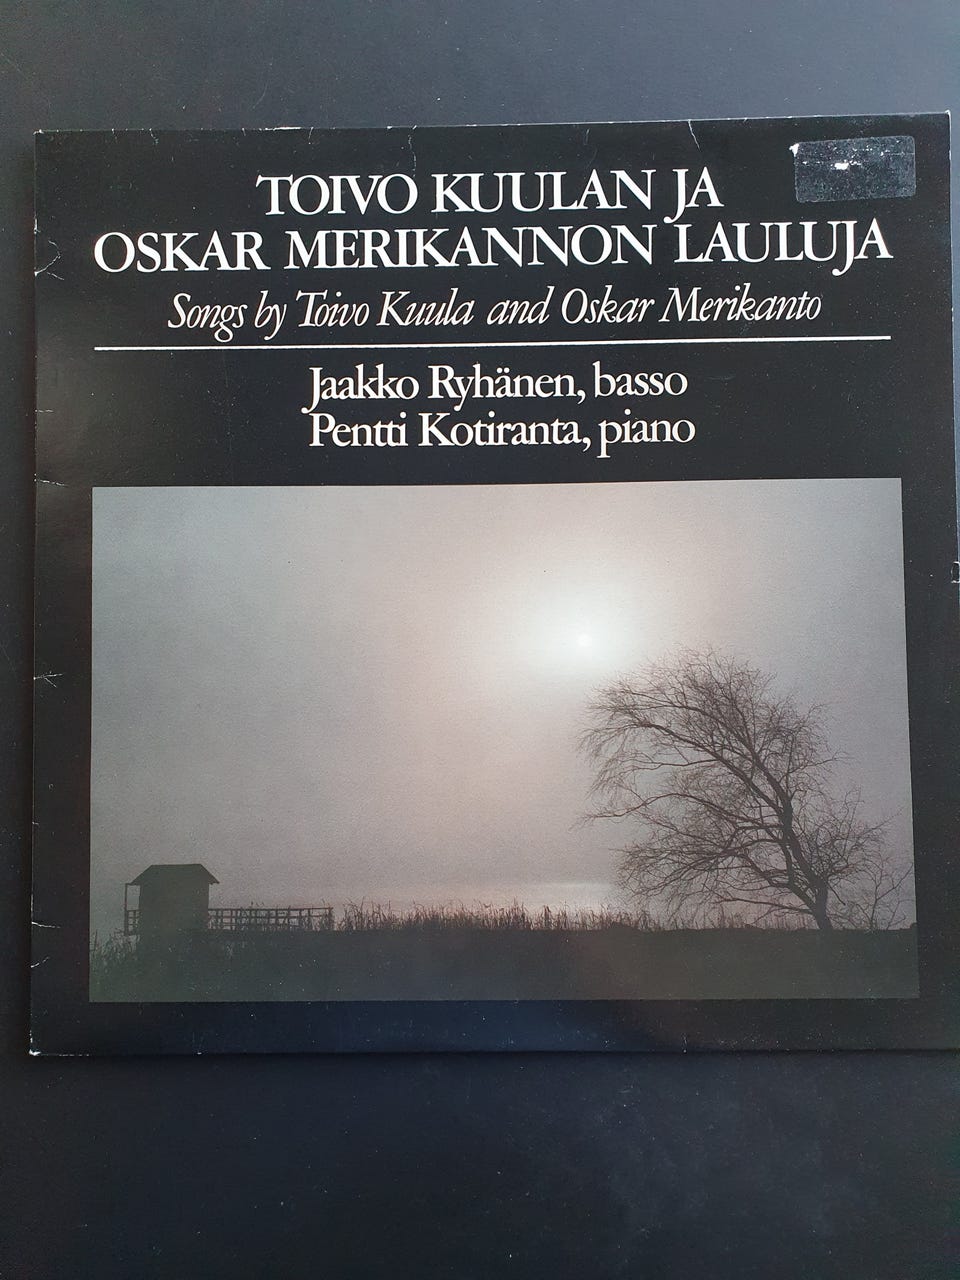 TOIVO KUULAN JA
OSKAR MERIKANNON LAULUJA
Songs by Toivo Kuula and Oskar Merikanto
Jaakko Ryhänen, basso
Pentti Kotiranta, piano